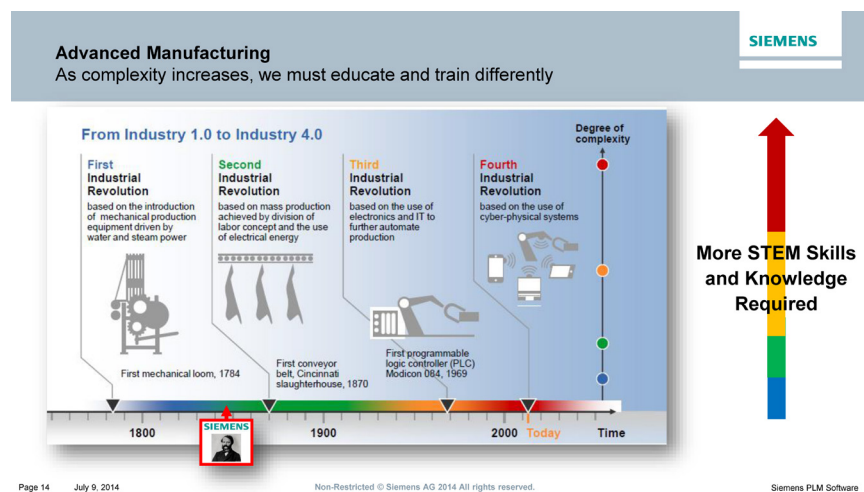 SIEMENS
Advanced Manufacturing
As complexity increases, we must educate and train differently
From Industry 1.0 to Industry 4.0
Degree of
complexity
First
Industrial
Revolution
based on the introduction
of mechanical production
equipment driven by
water and steam power
Second
Industrial
Revolution
based on mass production
achieved by division of
labor concept and the use
of electrical energy
Third
Industrial
Revolution
based on the use of
electronics and IT to
further automate
production
Fourth
Industrial
Revolution
based on the use of
cyber-physical systems
More STEM Skills
and Knowledge
Required
First mechanical loom, 1784
First conveyor
belt, Cincinnati
slaughterhouse, 1870
First programmable
logic controller (PLC)
Modicon 084, 1969
1800
SIEMENS
1900
2000
Today
Time
Page 14
July 9, 2014
Non-Restricted © Siemens AG 2014 All rights reserved.
Siemens PLM Software